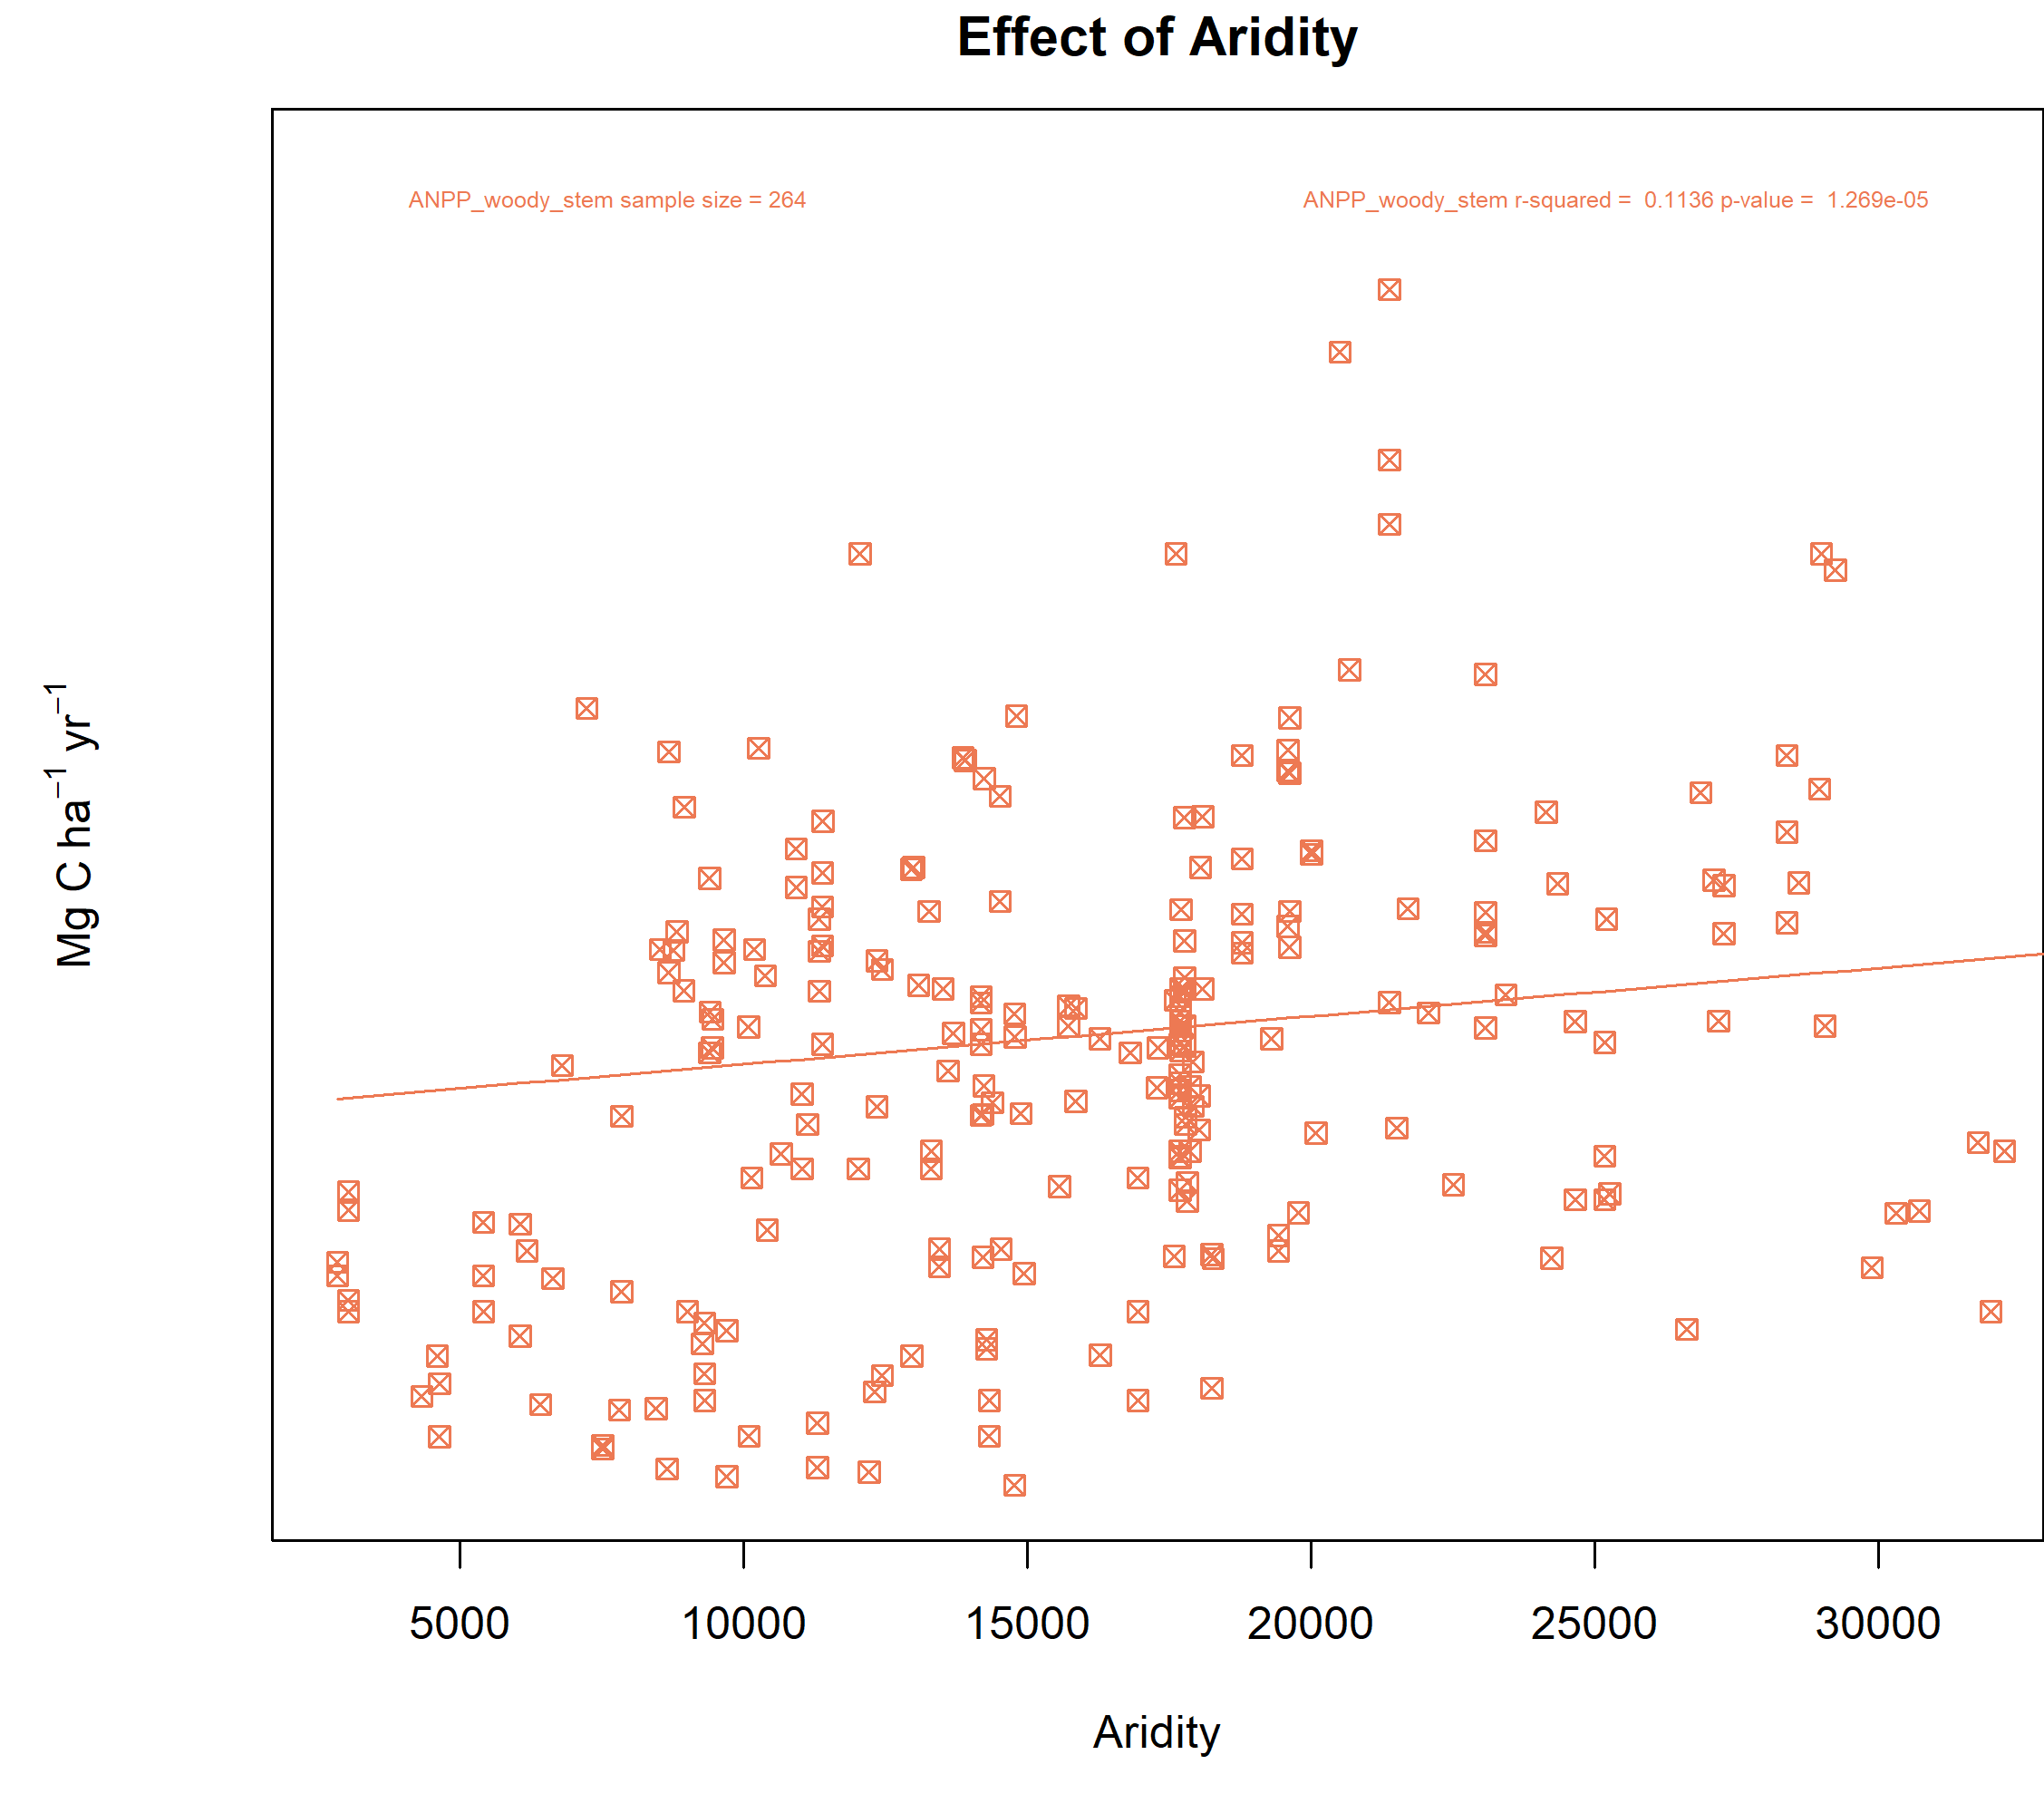 Effect of Aridity
ANPP_woody_stem sample size = 264
ANPP_woody_stem r-squared =  0.1136 p-value =  1.269e-05
Mg C ha⁻¹ yr⁻¹
5000 10000 15000 20000 25000 30000
Aridity